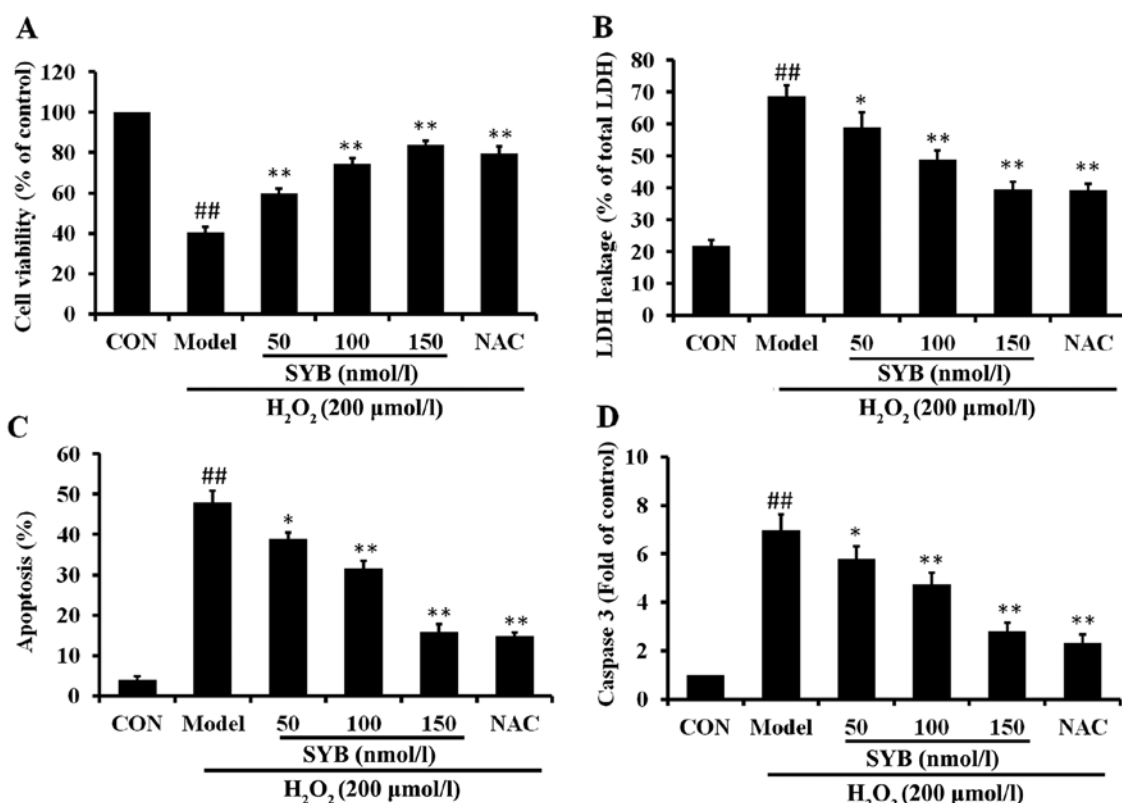 A
Cell viability (% of control)
120
100
80
60
40
20
0
##
**
**
**
**
CON Model 50 100 150 NAC
SYB (nmol/l)
H₂O₂ (200 μmol/l)
B
LDH leakage (% of total LDH)
80
70
60
50
40
30
20
10
0
##
*
**
**
**
CON Model 50 100 150 NAC
SYB (nmol/l)
H₂O₂ (200 μmol/l)
C
Apoptosis (%)
60
50
40
30
20
10
0
##
*
**
**
**
CON Model 50 100 150 NAC
SYB (nmol/l)
H₂O₂ (200 μmol/l)
D
Caspase 3 (Fold of control)
10
8
6
4
2
0
##
*
**
**
**
CON Model 50 100 150 NAC
SYB (nmol/l)
H₂O₂ (200 μmol/l)